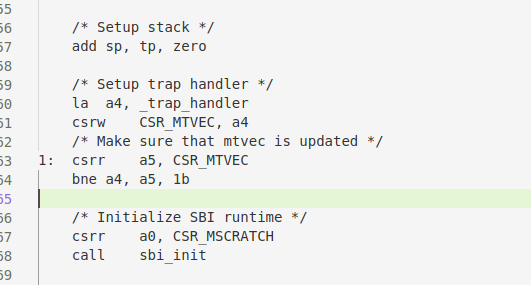 55
56 /* Setup stack */
57 add sp, tp, zero
58
59 /* Setup trap handler */
60 la a4, _trap_handler
61 csrw CSR_MTVEC, a4
62 /* Make sure that mtvec is updated */
63 1: csrr a5, CSR_MTVEC
64 bne a4, a5, 1b
65
66 /* Initialize SBI runtime */
67 csrr a0, CSR_MSCRATCH
68 call sbi_init
69